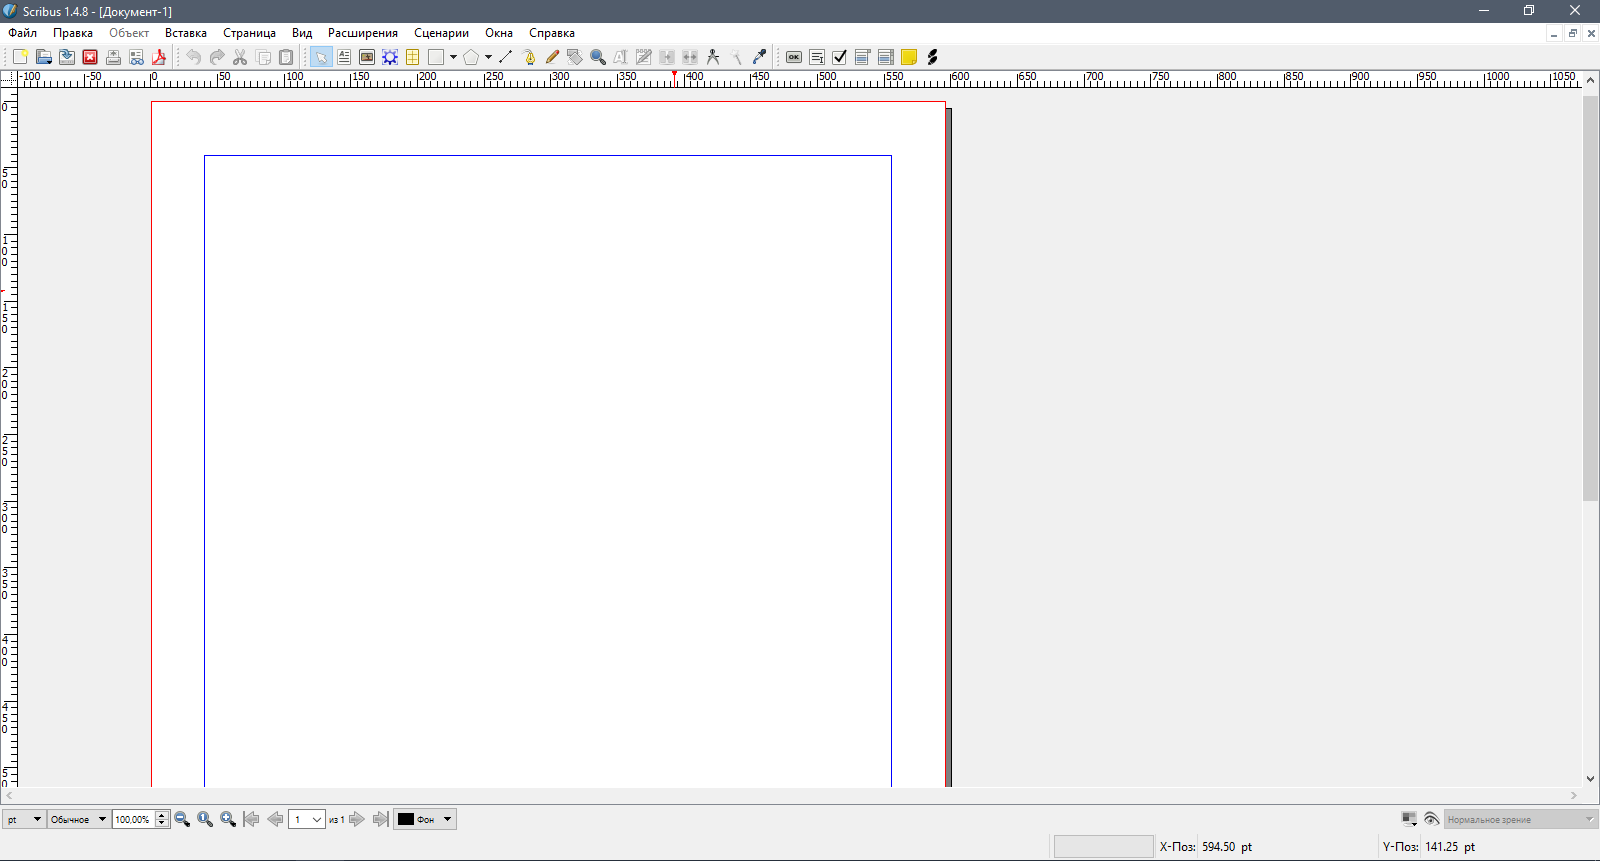 Scribus 1.4.8 - [Документ-1]
Файл Правка Объект Вставка Страница Вид Расширения Сценарии Окна Справка
OK
-100 -50 0 50 100 150 200 250 300 350 400 450 500 550 600 650 700 750 800 850 900 950 1000 1050
0
50
100
150
200
250
300
350
400
450
50
pt Обычное 100,00% 1 из 1 Фон Нормальное зрение
X-Поз: 594.50 pt Y-Поз: 141.25 pt